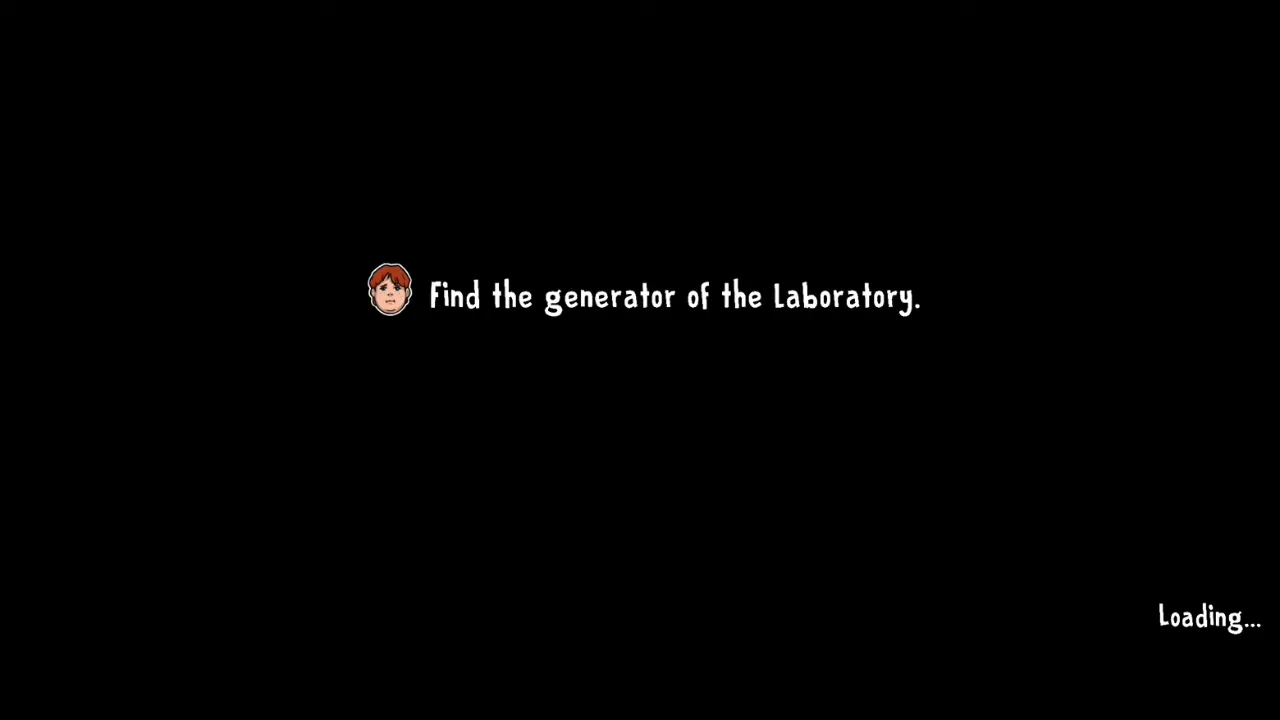 Find the generator of the Laboratory.
Loading...